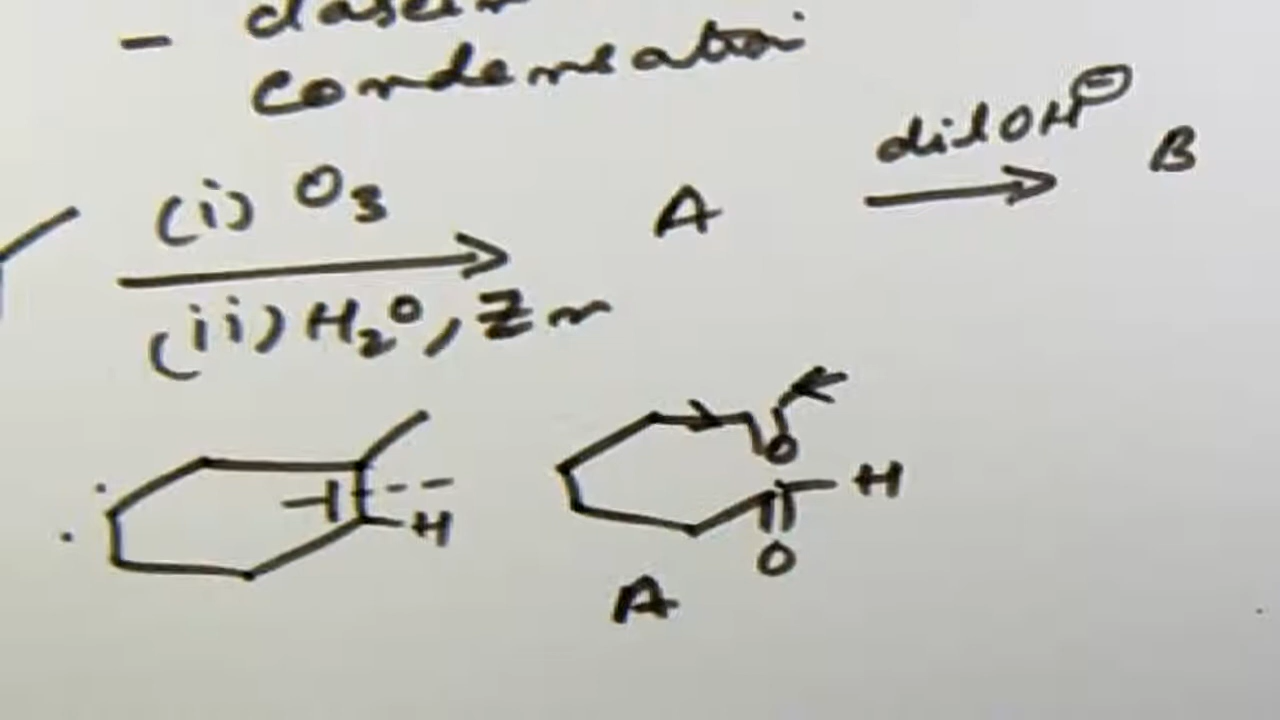 -
condensation
(i) O₃
A
dil OH⊖
B
(ii) H₂O, Zn
H
O
H
O
A